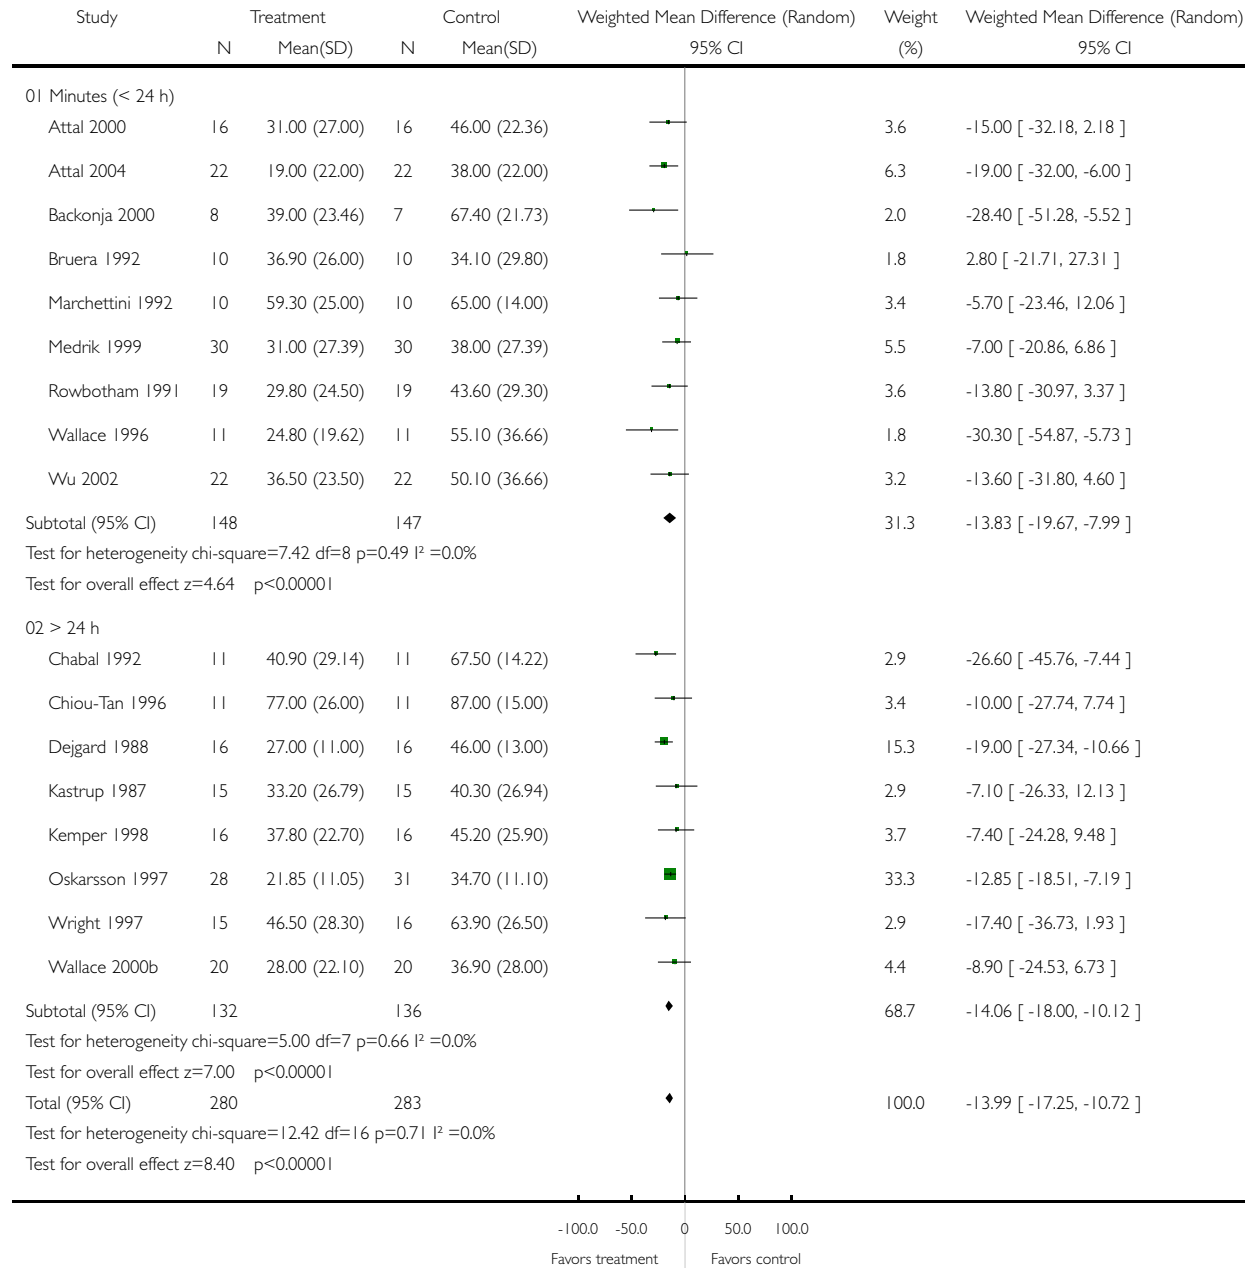 Study Treatment Control Weighted Mean Difference (Random) Weight Weighted Mean Difference (Random)
N Mean(SD) N Mean(SD) 95% CI (%) 95% CI
01 Minutes (< 24 h)
Attal 2000 16 31.00 (27.00) 16 46.00 (22.36) 3.6 -15.00 [ -32.18, 2.18 ]
Attal 2004 22 19.00 (22.00) 22 38.00 (22.00) 6.3 -19.00 [ -32.00, -6.00 ]
Backonja 2000 8 39.00 (23.46) 7 67.40 (21.73) 2.0 -28.40 [ -51.28, -5.52 ]
Bruera 1992 10 36.90 (26.00) 10 34.10 (29.80) 1.8 2.80 [ -21.71, 27.31 ]
Marchettini 1992 10 59.30 (25.00) 10 65.00 (14.00) 3.4 -5.70 [ -23.46, 12.06 ]
Medrik 1999 30 31.00 (27.39) 30 38.00 (27.39) 5.5 -7.00 [ -20.86, 6.86 ]
Rowbotham 1991 19 29.80 (24.50) 19 43.60 (29.30) 3.6 -13.80 [ -30.97, 3.37 ]
Wallace 1996 11 24.80 (19.62) 11 55.10 (36.66) 1.8 -30.30 [ -54.87, -5.73 ]
Wu 2002 22 36.50 (23.50) 22 50.10 (36.66) 3.2 -13.60 [ -31.80, 4.60 ]
Subtotal (95% CI) 148 147 31.3 -13.83 [ -19.67, -7.99 ]
Test for heterogeneity chi-square=7.42 df=8 p=0.49 I² =0.0%
Test for overall effect z=4.64 p<0.00001
02 > 24 h
Chabal 1992 11 40.90 (29.14) 11 67.50 (14.22) 2.9 -26.60 [ -45.76, -7.44 ]
Chiou-Tan 1996 11 77.00 (26.00) 11 87.00 (15.00) 3.4 -10.00 [ -27.74, 7.74 ]
Dejgard 1988 16 27.00 (11.00) 16 46.00 (13.00) 15.3 -19.00 [ -27.34, -10.66 ]
Kastrup 1987 15 33.20 (26.79) 15 40.30 (26.94) 2.9 -7.10 [ -26.33, 12.13 ]
Kemper 1998 16 37.80 (22.70) 16 45.20 (25.90) 3.7 -7.40 [ -24.28, 9.48 ]
Oskarsson 1997 28 21.85 (11.05) 31 34.70 (11.10) 33.3 -12.85 [ -18.51, -7.19 ]
Wright 1997 15 46.50 (28.30) 16 63.90 (26.50) 2.9 -17.40 [ -36.73, 1.93 ]
Wallace 2000b 20 28.00 (22.10) 20 36.90 (28.00) 4.4 -8.90 [ -24.53, 6.73 ]
Subtotal (95% CI) 132 136 68.7 -14.06 [ -18.00, -10.12 ]
Test for heterogeneity chi-square=5.00 df=7 p=0.66 I² =0.0%
Test for overall effect z=7.00 p<0.00001
Total (95% CI) 280 283 100.0 -13.99 [ -17.25, -10.72 ]
Test for heterogeneity chi-square=12.42 df=16 p=0.71 I² =0.0%
Test for overall effect z=8.40 p<0.00001
-100.0 -50.0 0 50.0 100.0
Favors treatment Favors control